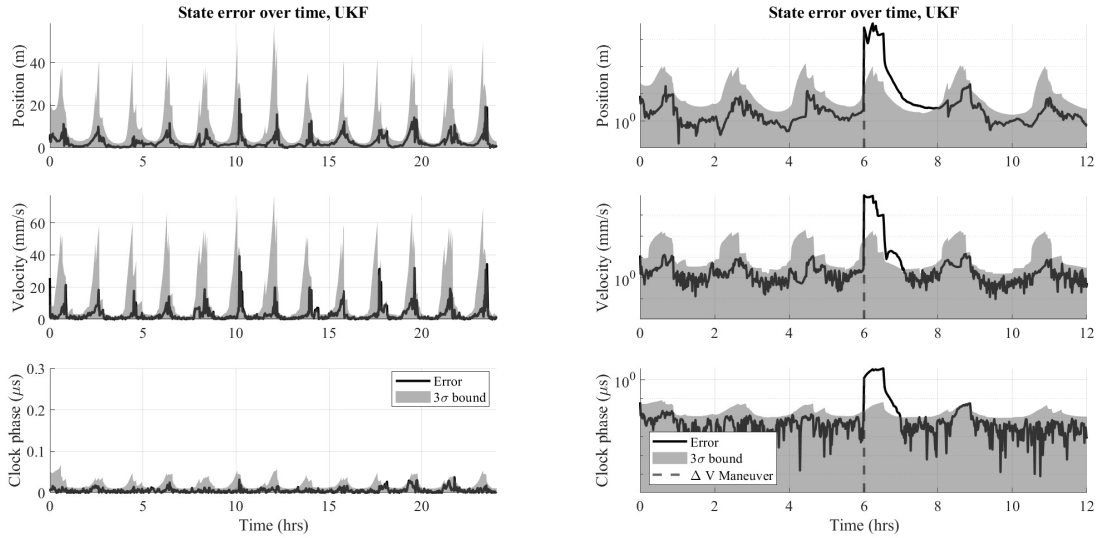 State error over time, UKF
Position (m)
40
20
0
0 5 10 15 20
Velocity (mm/s)
60
40
20
0
0 5 10 15 20
Clock phase (μs)
0.3
0.2
0.1
0
Error
3σ bound
0 5 10 15 20
Time (hrs)
State error over time, UKF
Position (m)
10⁰
0 2 4 6 8 10 12
Velocity (mm/s)
10⁰
0 2 4 6 8 10 12
Clock phase (μs)
10⁰
Error
3σ bound
Δ V Maneuver
0 2 4 6 8 10 12
Time (hrs)